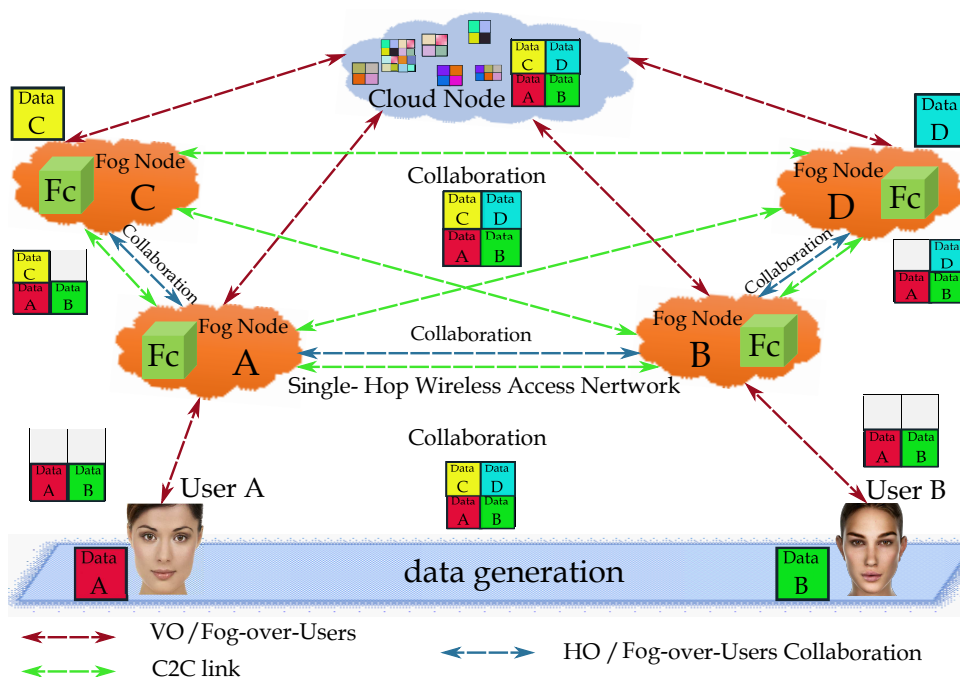 Data
C
Data
D
Data
A
Data
B
Cloud Node
Data
C
Data
D
Fog Node
C
Fc
Fog Node
D
Fc
Collaboration
Data
C
Data
D
Data
A
Data
B
Collaboration
Collaboration
Data
C
Data
A
Data
B
Data
D
Data
A
Data
B
Fog Node
A
Fc
Fog Node
B
Fc
Collaboration
Single- Hop Wireless Access Nertwork
Collaboration
Data
A
Data
B
Data
A
Data
B
Data
C
Data
D
Data
A
Data
B
User A
User B
Data
A
data generation
Data
B
VO /Fog-over-Users
HO / Fog-over-Users Collaboration
C2C link